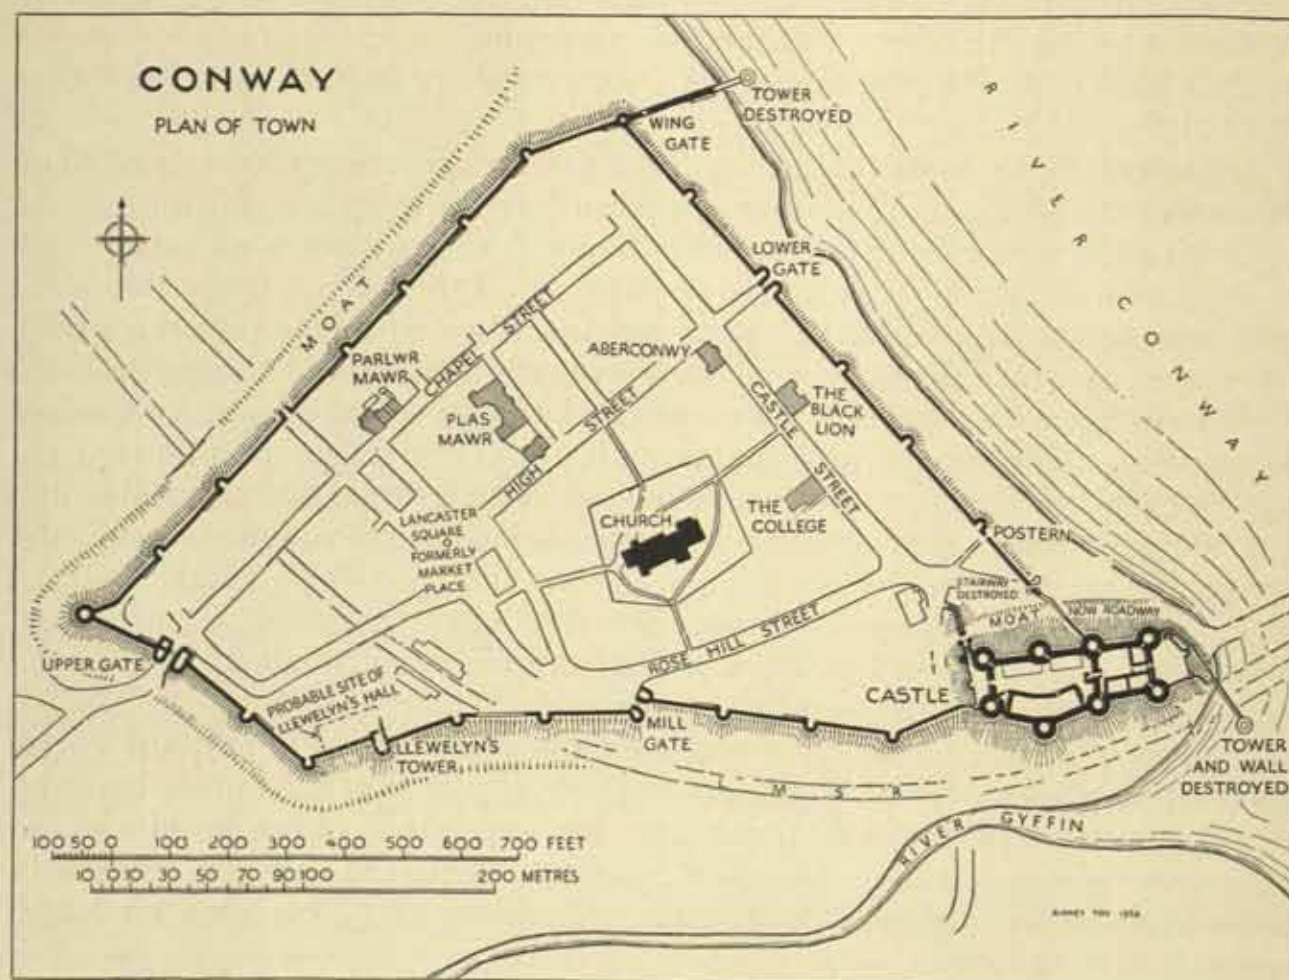 CONWAY
PLAN OF TOWN
TOWER
DESTROYED
WING
GATE
RIVER CONWAY
MOAT
LOWER
GATE
CHAPEL STREET
PARLWR
MAWR
ABERCONWY
PLAS
MAWR
HIGH STREET
CASTLE STREET
THE
BLACK
LION
LANCASTER
SQUARE
FORMERLY
MARKET
PLACE
CHURCH
THE
COLLEGE
POSTERN
STAIRWAY
DESTROYED
MOAT
NOW ROADWAY
UPPER GATE
ROSE HILL STREET
PROBABLE SITE OF
LLEWELYN'S HALL
CASTLE
MILL
GATE
LLEWELYN'S
TOWER
TOWER
AND WALL
DESTROYED
L M S R
RIVER GYFFIN
100 50 0 100 200 300 400 500 600 700 FEET
10 0 10 30 50 70 90 100 200 METRES